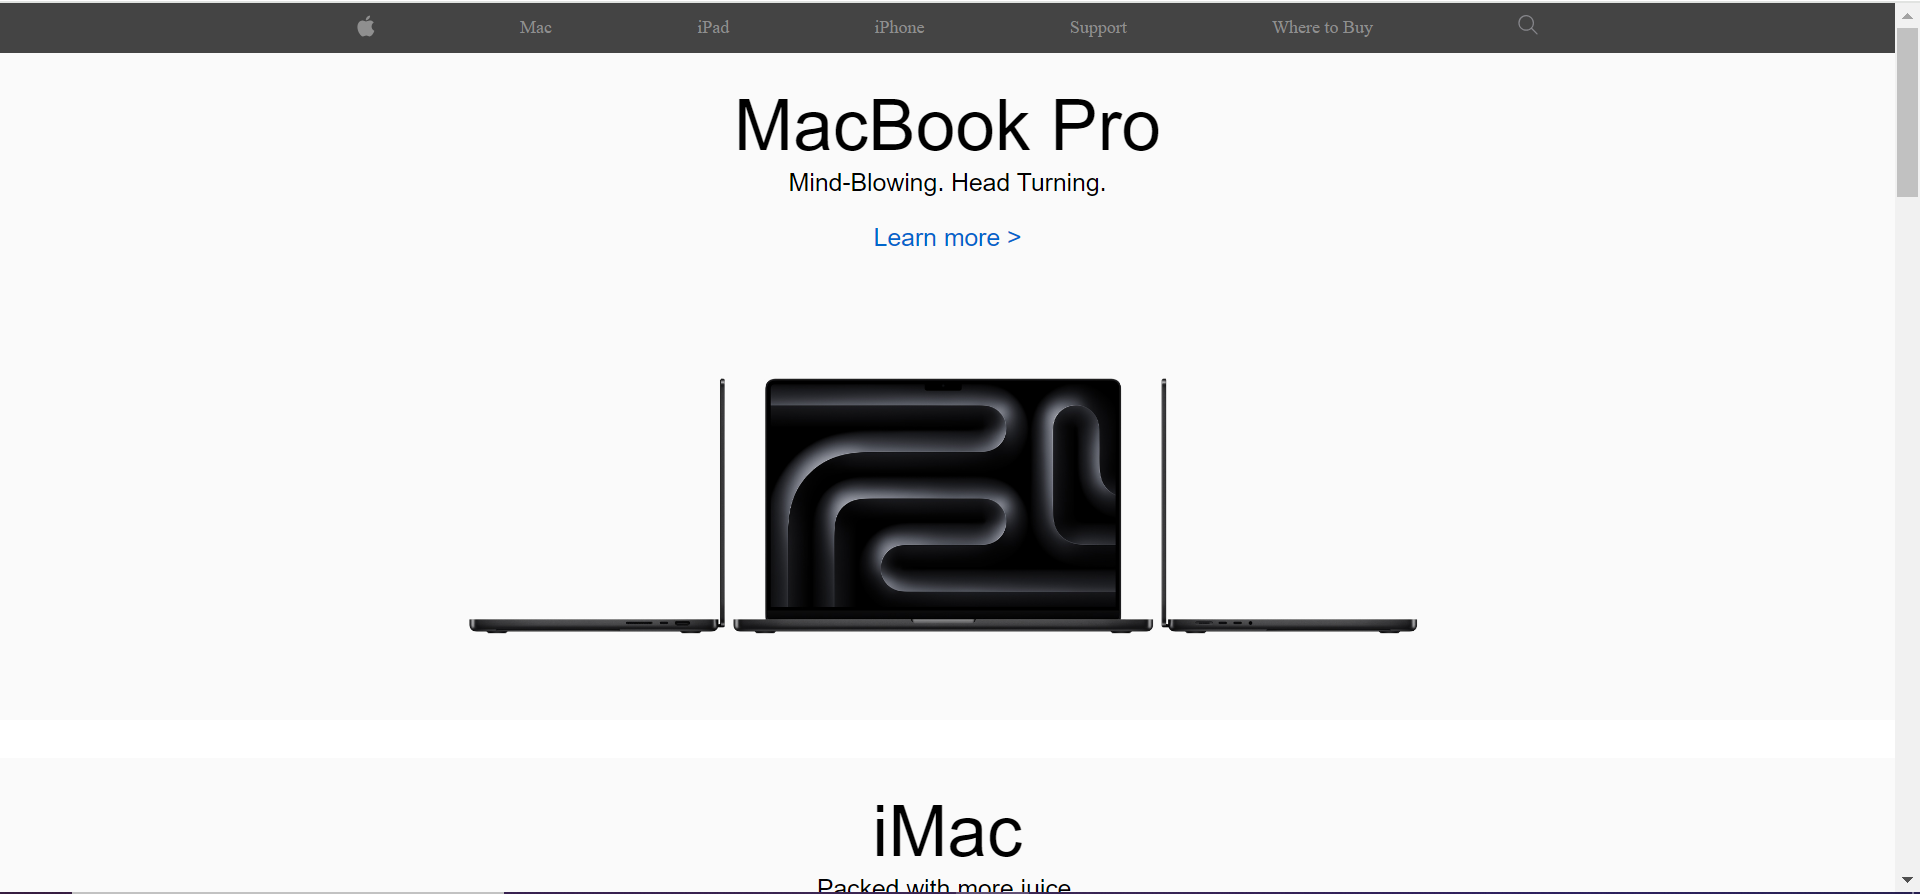 Mac iPad iPhone Support Where to Buy
MacBook Pro
Mind-Blowing. Head Turning.
Learn more >
iMac
Packed with more juice